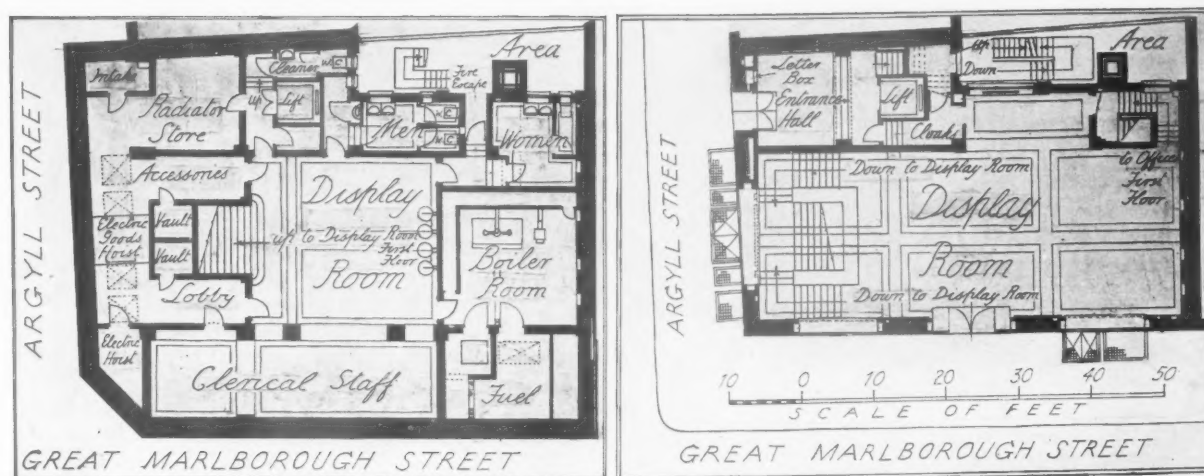 Area
Intake
Cleaner
W.C.
Fire
Escape
up
Lift
Radiator
Store
Men
W.C.
W.C.
Women
Accessories
Display
Room
Vault
Vault
Electric
Goods
Hoist
up to Display Room
First
Floor
Boiler
Room
Lobby
Electric
Hoist
Clerical Staff
Fuel
ARGYLL STREET
GREAT MARLBOROUGH STREET
Up
Down
Area
Letter
Box
Entrance
Hall
Lift
Cloaks
Down to Display Room
to Offices
First
Floor
Display
Room
Down to Display Room
ARGYLL STREET
10 0 10 20 30 40 50
SCALE OF FEET
GREAT MARLBOROUGH STREET